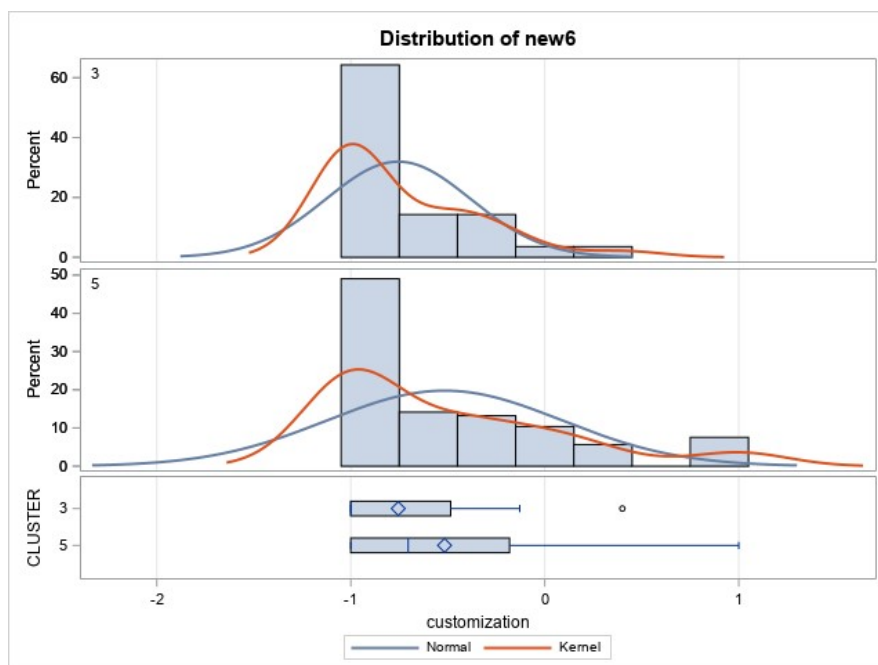 Distribution of new6
3
60
40
20
0
Percent
5
50
40
30
20
10
0
Percent
CLUSTER
3
5
-2 -1 0 1
customization
Normal Kernel